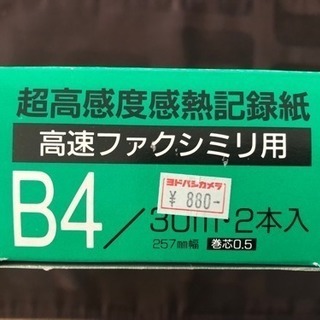 超高感度感熱記録紙
高速ファクシミリ用
ヨドバシカメラ
¥ 880-
B4/30m・2本入
257mm幅 巻芯0.5